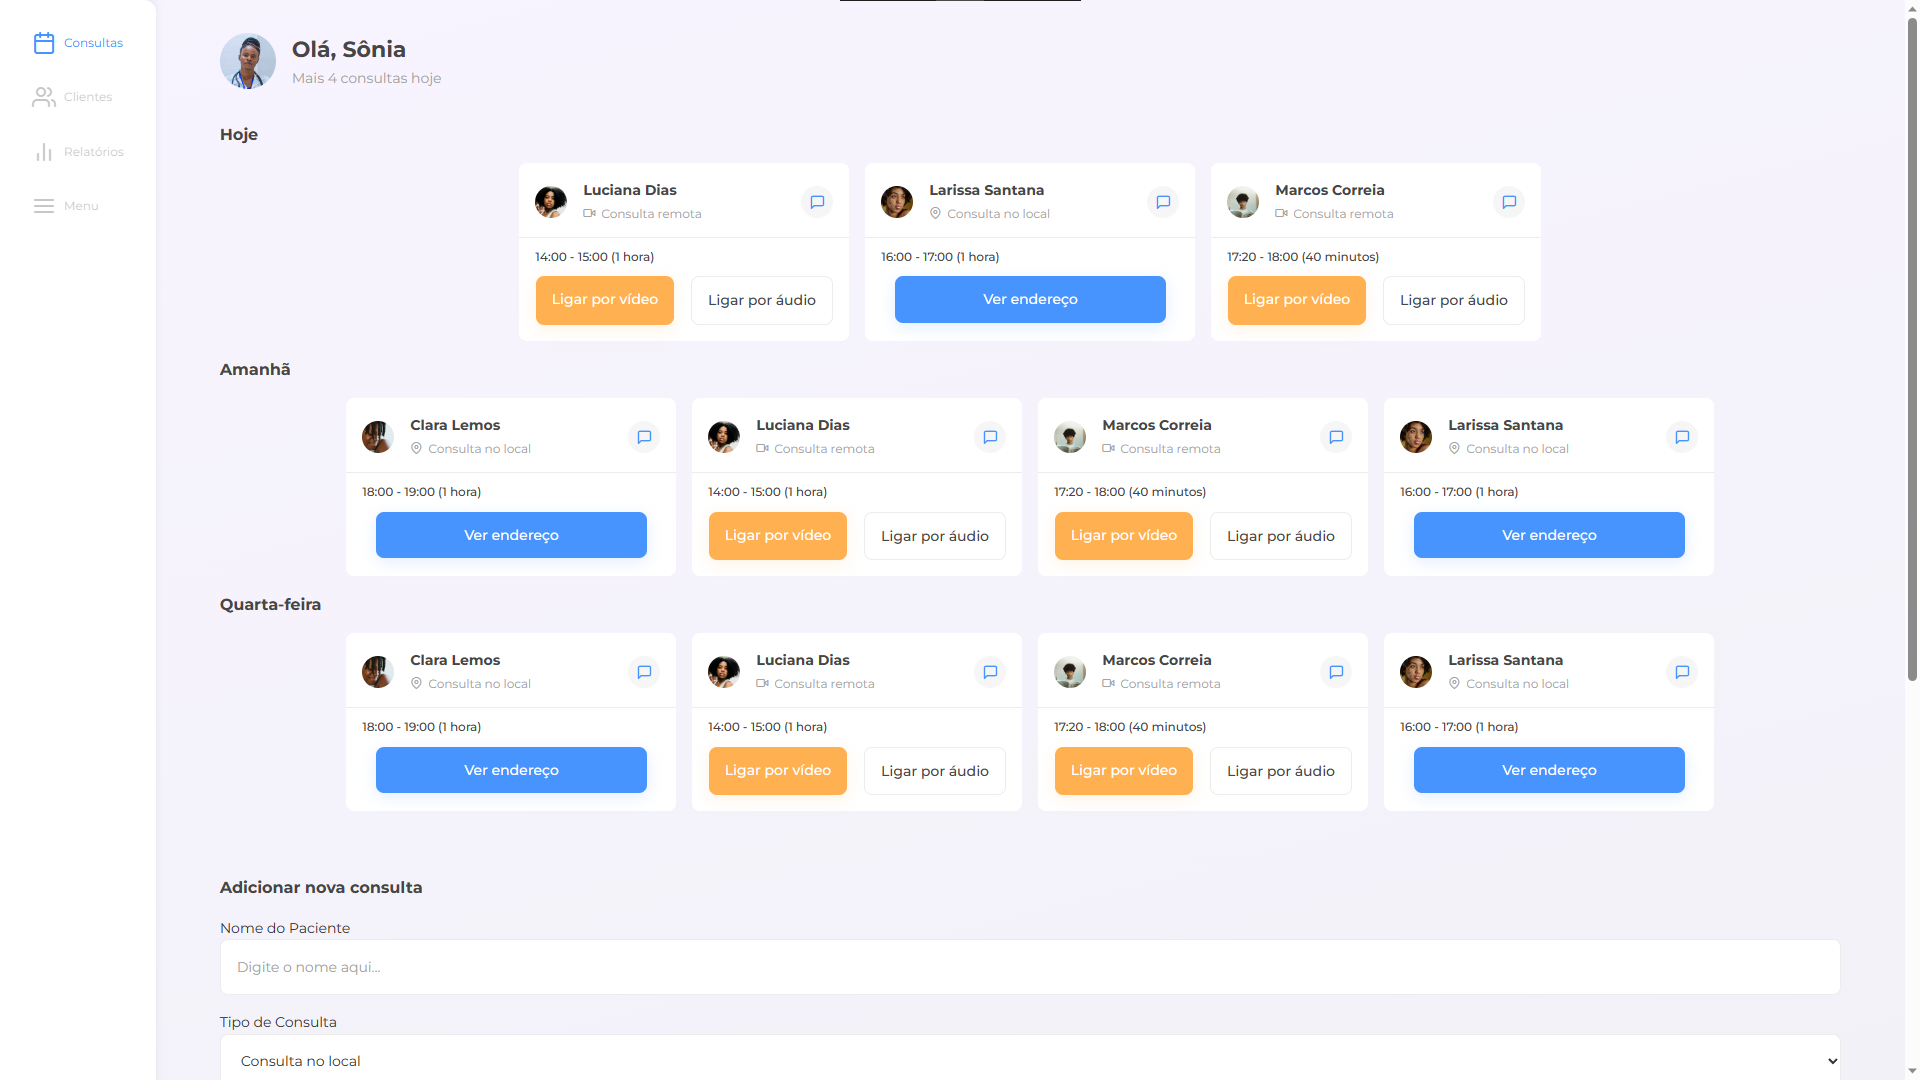 Consultas
Clientes
Relatórios
Menu
Olá, Sônia
Mais 4 consultas hoje
Hoje
Luciana Dias
Consulta remota
14:00 - 15:00 (1 hora)
Ligar por vídeo
Ligar por áudio
Larissa Santana
Consulta no local
16:00 - 17:00 (1 hora)
Ver endereço
Marcos Correia
Consulta remota
17:20 - 18:00 (40 minutos)
Ligar por vídeo
Ligar por áudio
Amanhã
Clara Lemos
Consulta no local
18:00 - 19:00 (1 hora)
Ver endereço
Luciana Dias
Consulta remota
14:00 - 15:00 (1 hora)
Ligar por vídeo
Ligar por áudio
Marcos Correia
Consulta remota
17:20 - 18:00 (40 minutos)
Ligar por vídeo
Ligar por áudio
Larissa Santana
Consulta no local
16:00 - 17:00 (1 hora)
Ver endereço
Quarta-feira
Clara Lemos
Consulta no local
18:00 - 19:00 (1 hora)
Ver endereço
Luciana Dias
Consulta remota
14:00 - 15:00 (1 hora)
Ligar por vídeo
Ligar por áudio
Marcos Correia
Consulta remota
17:20 - 18:00 (40 minutos)
Ligar por vídeo
Ligar por áudio
Larissa Santana
Consulta no local
16:00 - 17:00 (1 hora)
Ver endereço
Adicionar nova consulta
Nome do Paciente
Digite o nome aqui...
Tipo de Consulta
Consulta no local